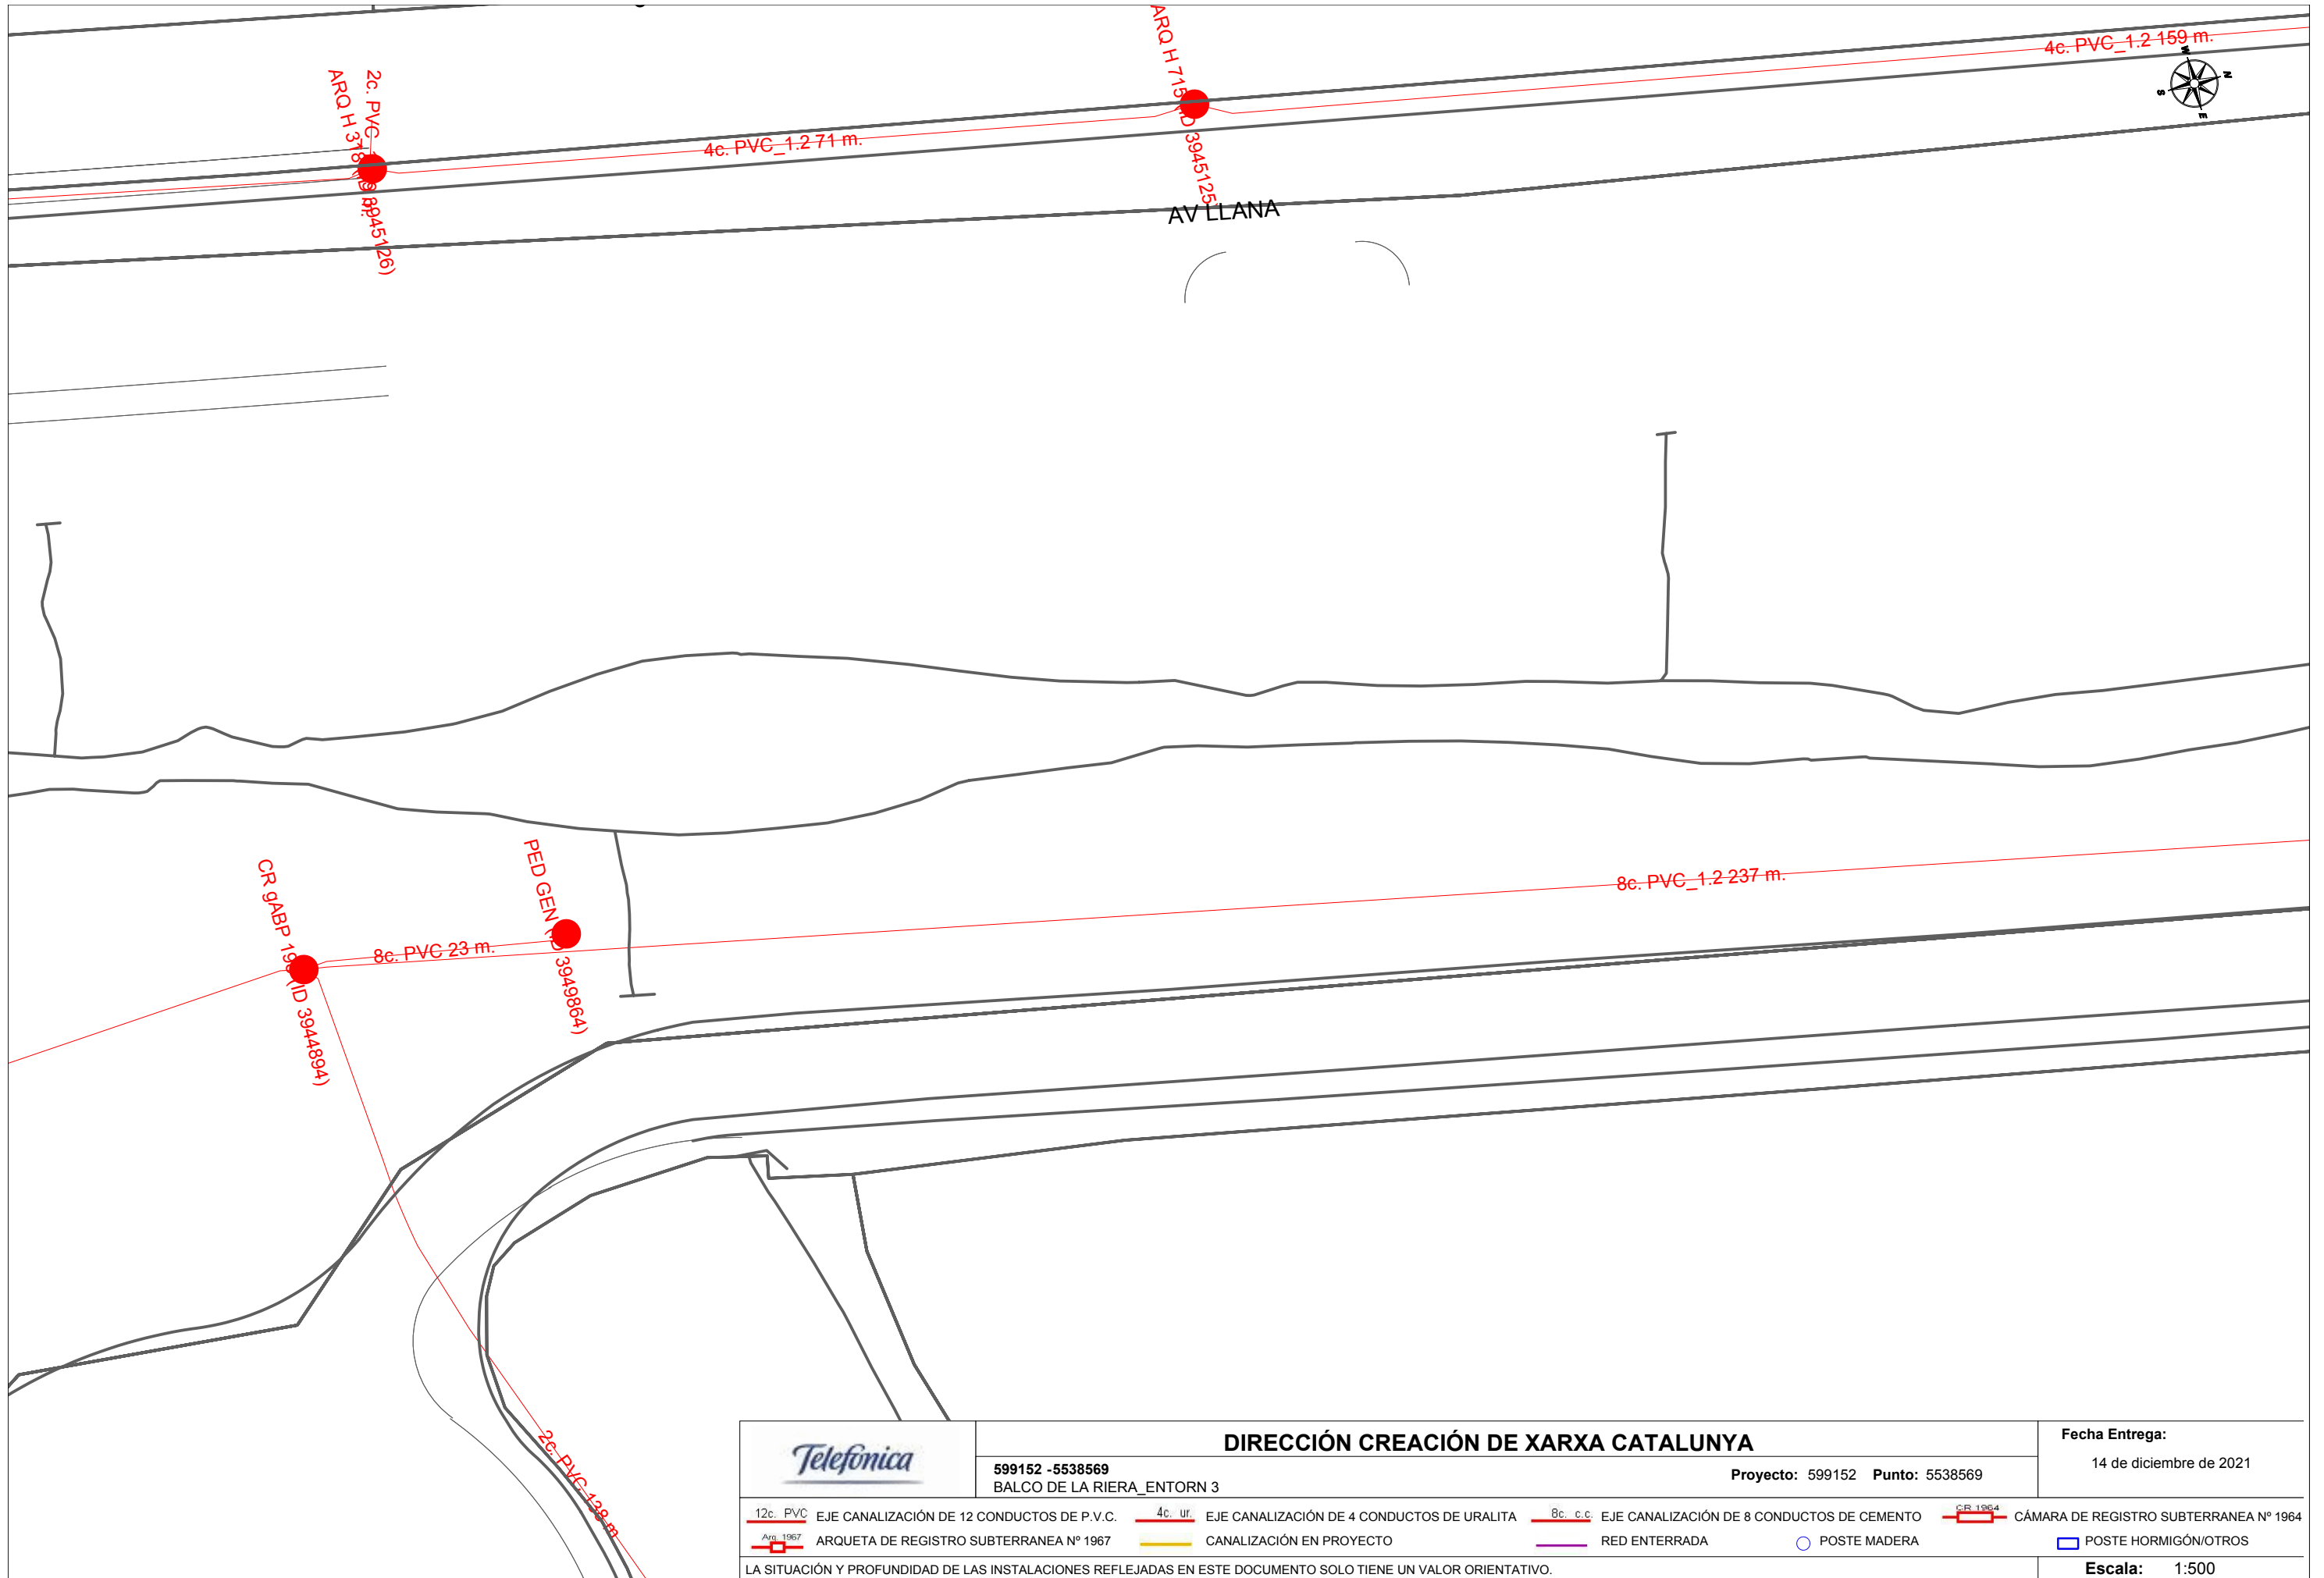 4c. PVC_1.2 159 m.
W
N
S
E
4c. PVC_1.2 71 m.
2c. PVC
ARQ H
3945126)
ARQ H 715
3945125)
AV LLANA
8c. PVC_1.2 237 m.
PED GEN (ID 3949864)
8c. PVC 23 m.
CR gABP
(ID 3944894)
2c. PVC 138 m.
Telefónica
DIRECCIÓN CREACIÓN DE XARXA CATALUNYA
Fecha Entrega:
14 de diciembre de 2021
599152 -5538569
BALCO DE LA RIERA_ENTORN 3
Proyecto: 599152 Punto: 5538569
12c. PVC EJE CANALIZACIÓN DE 12 CONDUCTOS DE P.V.C. 4c. ur. EJE CANALIZACIÓN DE 4 CONDUCTOS DE URALITA 8c. c.c. EJE CANALIZACIÓN DE 8 CONDUCTOS DE CEMENTO CR 1964 CÁMARA DE REGISTRO SUBTERRANEA Nº 1964
Arq. 1967 ARQUETA DE REGISTRO SUBTERRANEA Nº 1967 CANALIZACIÓN EN PROYECTO RED ENTERRADA POSTE MADERA POSTE HORMIGÓN/OTROS
LA SITUACIÓN Y PROFUNDIDAD DE LAS INSTALACIONES REFLEJADAS EN ESTE DOCUMENTO SOLO TIENE UN VALOR ORIENTATIVO.
Escala: 1:500